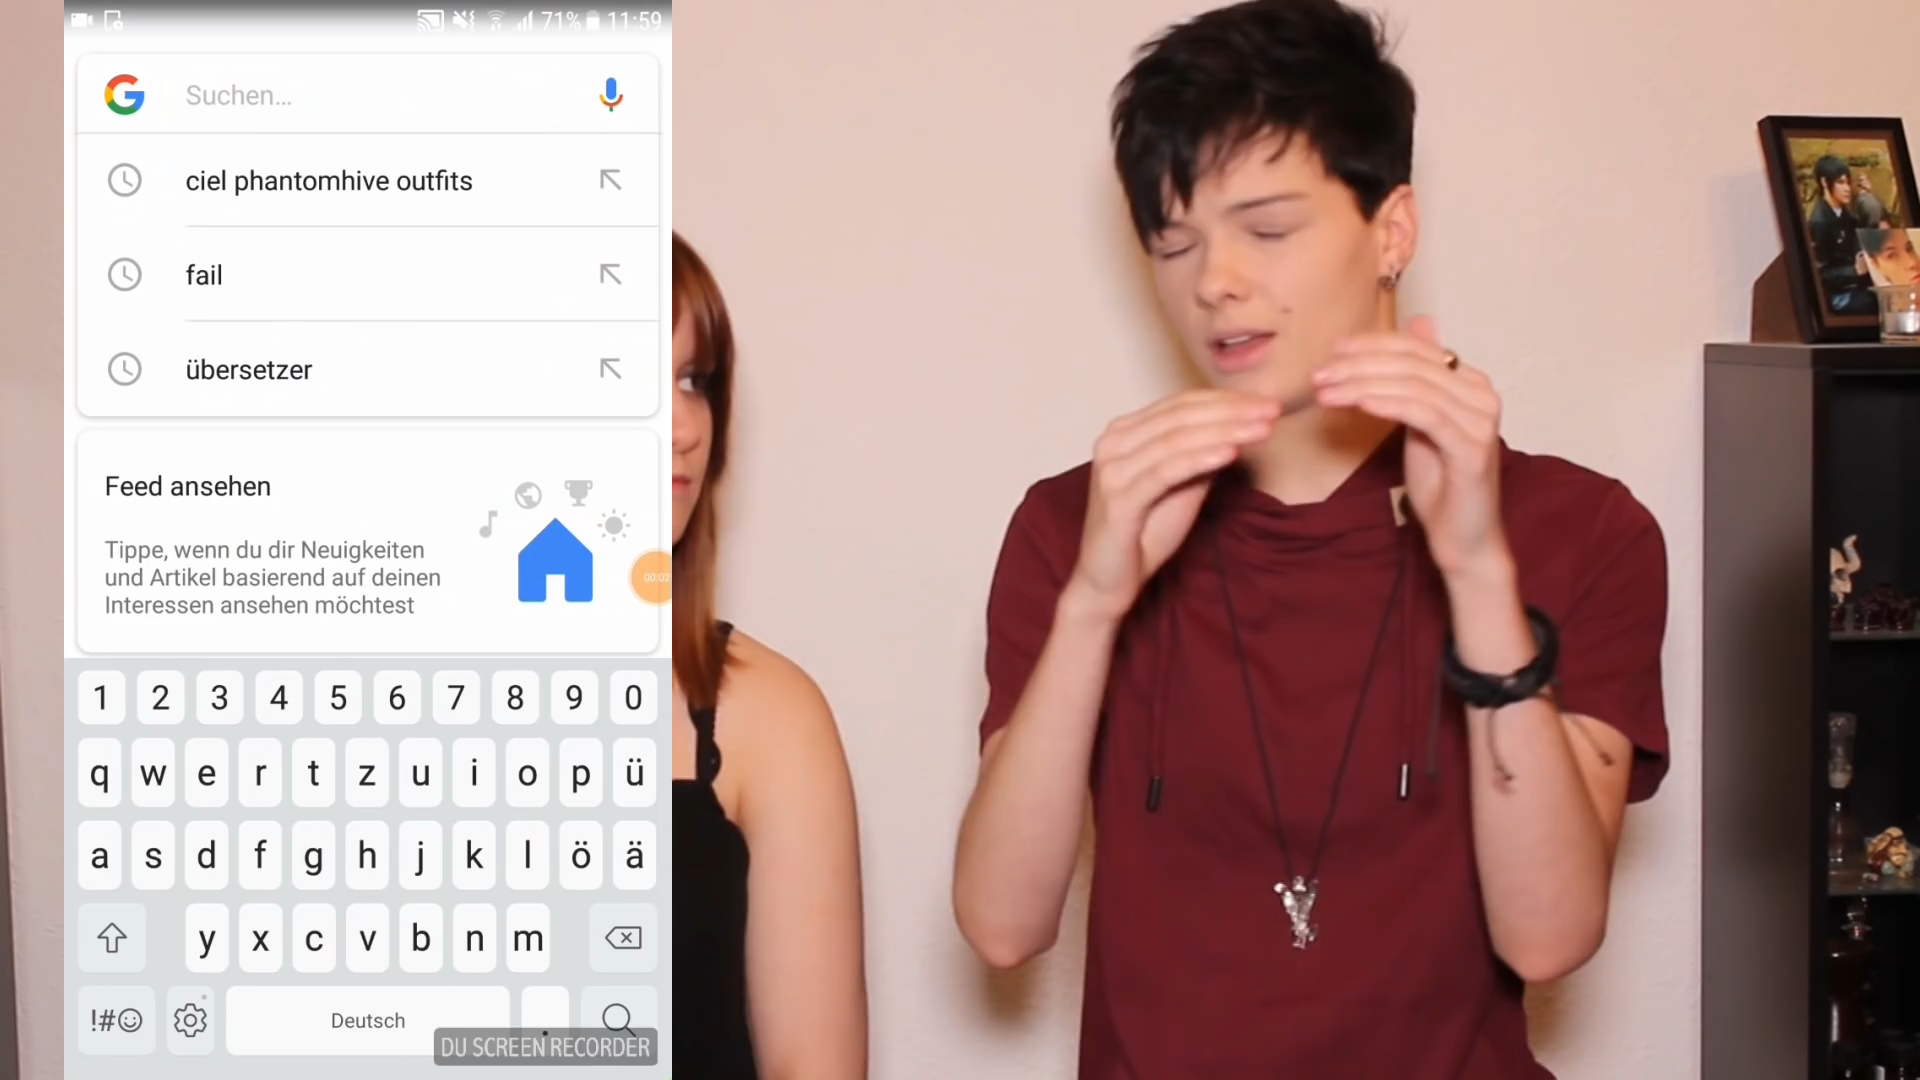 71% 11:59
Suchen...
ciel phantomhive outfits
fail
übersetzer
Feed ansehen
Tippe, wenn du dir Neuigkeiten
und Artikel basierend auf deinen
Interessen ansehen möchtest
00:02
1 2 3 4 5 6 7 8 9 0
q w e r t z u i o p ü
a s d f g h j k l ö ä
y x c v b n m
!#☺ Deutsch .
DU SCREEN RECORDER